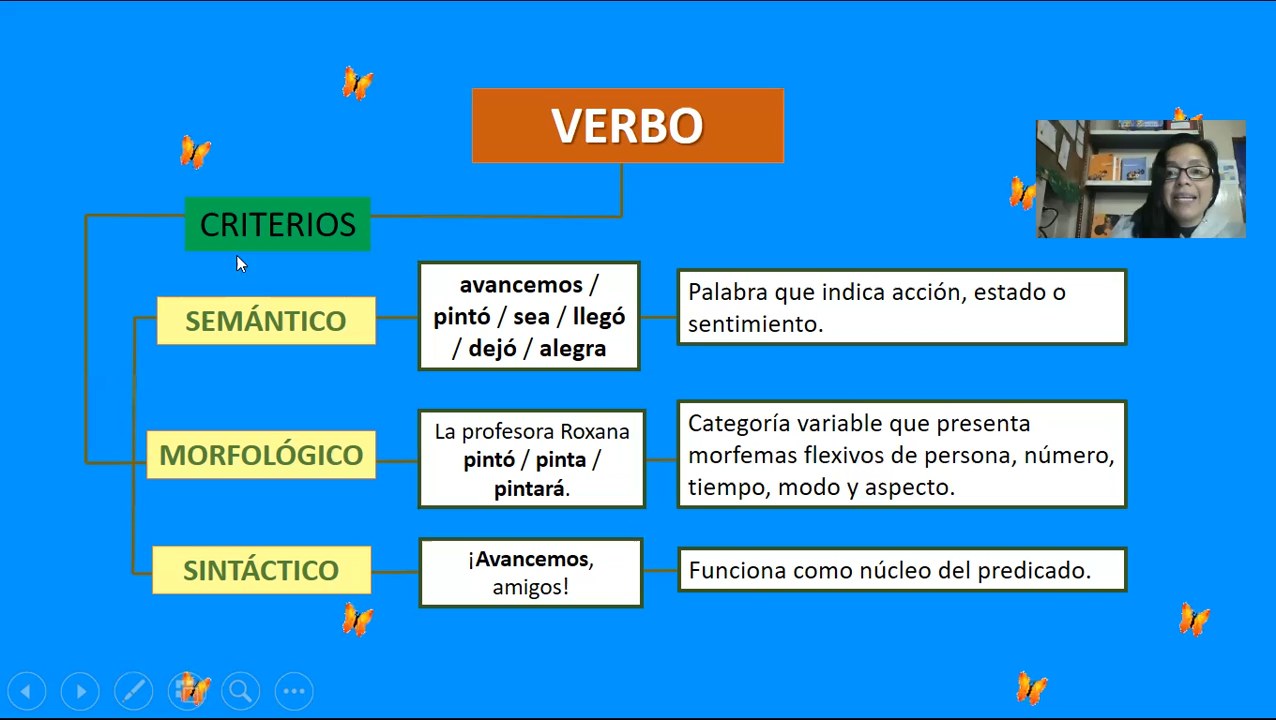 VERBO
CRITERIOS
SEMÁNTICO
avancemos /
pintó / sea / llegó
/ dejó / alegra
Palabra que indica acción, estado o
sentimiento.
MORFOLÓGICO
La profesora Roxana
pintó / pinta /
pintará.
Categoría variable que presenta
morfemas flexivos de persona, número,
tiempo, modo y aspecto.
SINTÁCTICO
¡Avancemos,
amigos!
Funciona como núcleo del predicado.